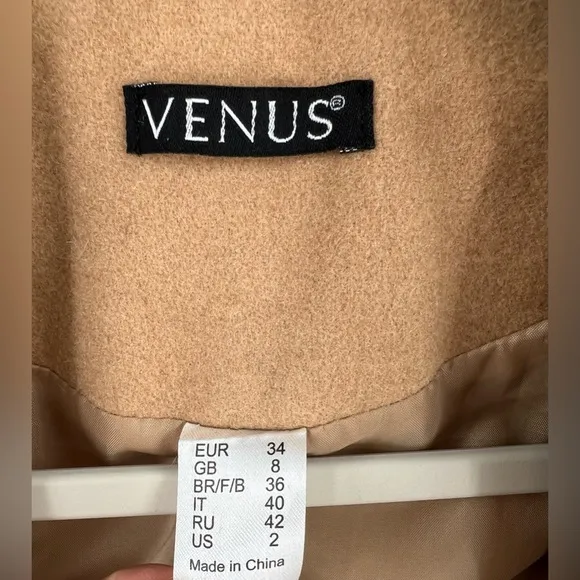 VENUS®
EUR 34
GB 8
BR/F/B 36
IT 40
RU 42
US 2
Made in China